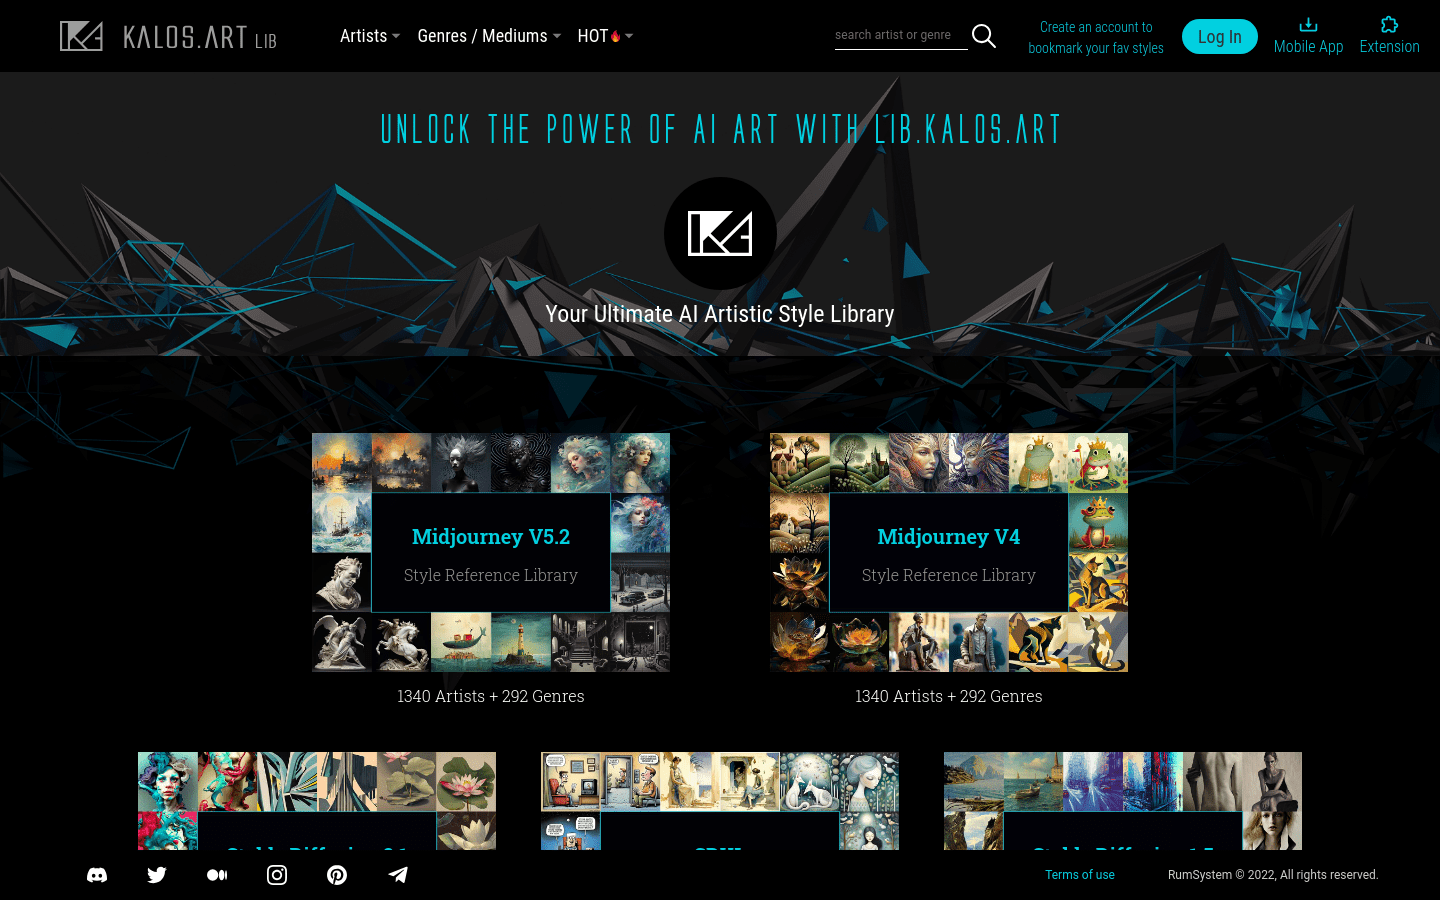 KALOS.ART LIB
Artists
Genres / Mediums
HOT
search artist or genre
Create an account to
bookmark your fav styles
Log In
Mobile App
Extension
UNLOCK THE POWER OF AI ART WITH LIB.KALOS.ART
Your Ultimate AI Artistic Style Library
Midjourney V5.2
Style Reference Library
1340 Artists + 292 Genres
Midjourney V4
Style Reference Library
1340 Artists + 292 Genres
Terms of use
RumSystem © 2022, All rights reserved.